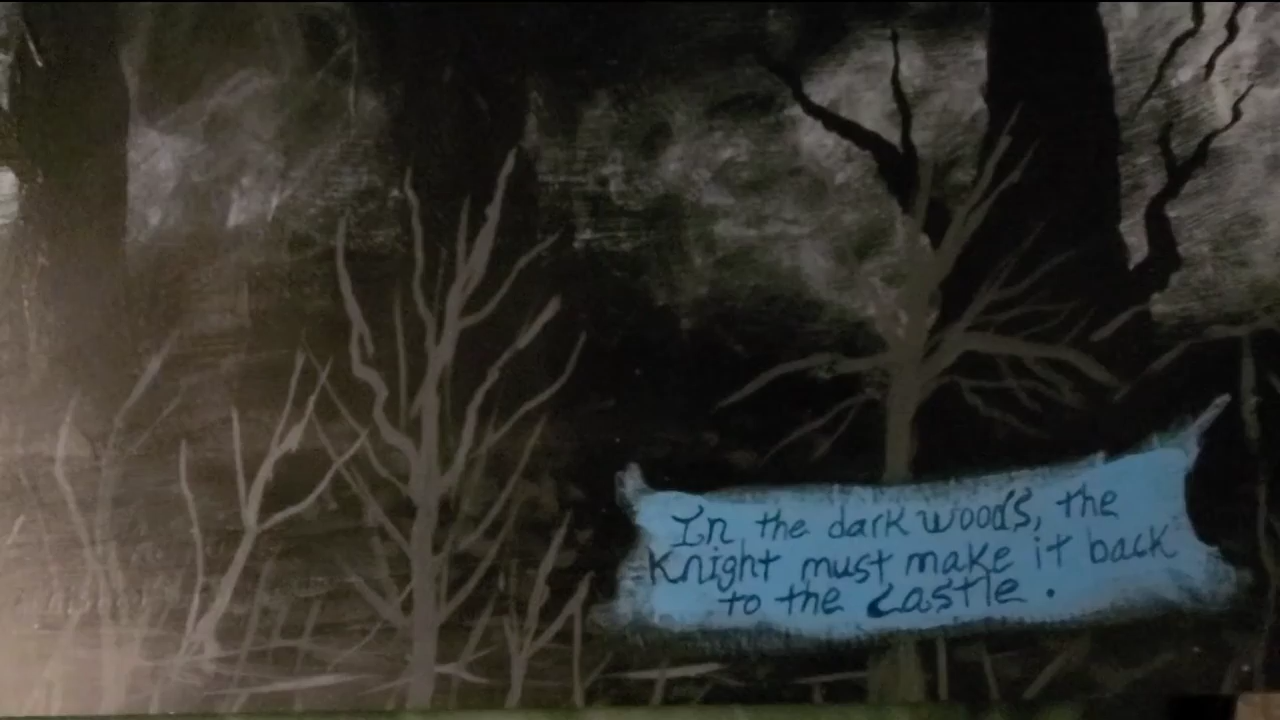 In the dark woods, the
Knight must make it back
to the castle.